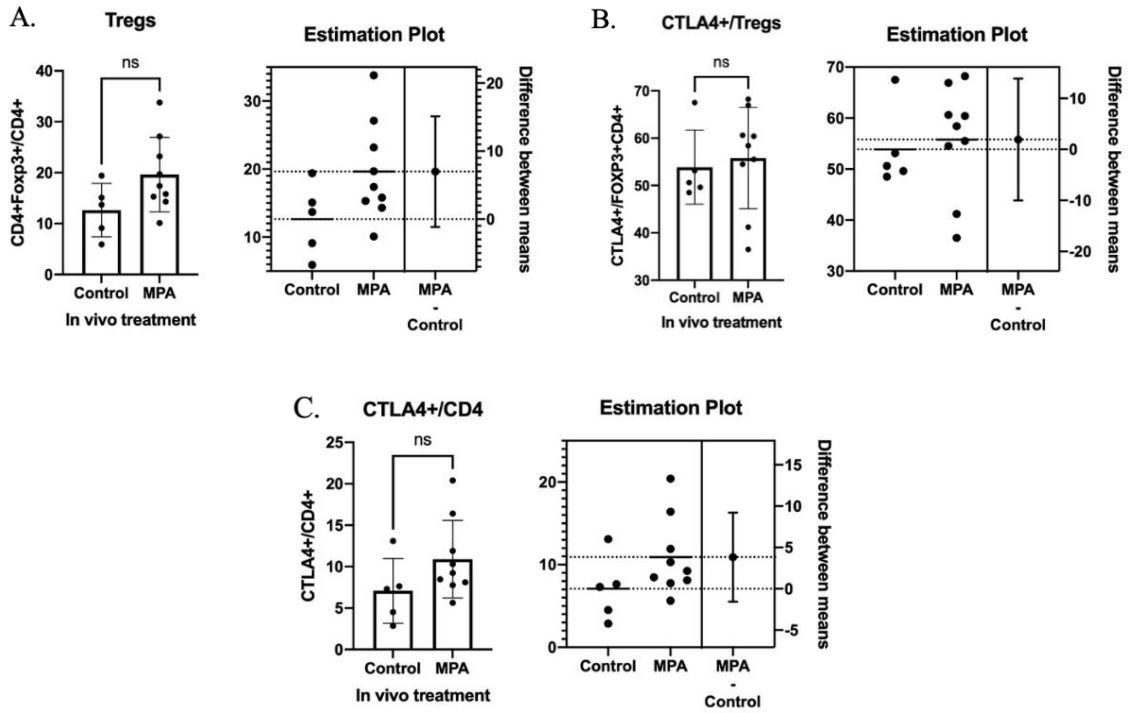 A.
Tregs
ns
CD4+Foxp3+/CD4+
40
30
20
10
0
Control MPA
In vivo treatment
Estimation Plot
30
20
10
20
10
0
Difference between means
Control MPA MPA
-
Control
B.
CTLA4+/Tregs
ns
CTLA4+/FOXP3+CD4+
70
60
50
40
30
Control MPA
In vivo treatment
Estimation Plot
70
60
50
40
30
10
0
-10
-20
Difference between means
Control MPA MPA
-
Control
C.
CTLA4+/CD4
ns
CTLA4+/CD4+
25
20
15
10
5
0
Control MPA
In vivo treatment
Estimation Plot
20
10
0
15
10
5
0
-5
Difference between means
Control MPA MPA
-
Control